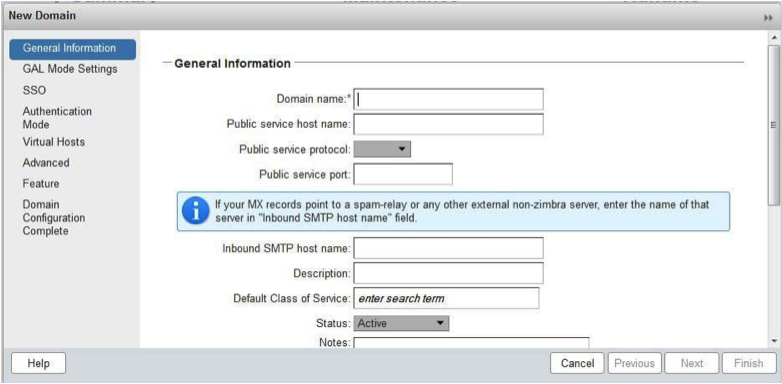 New Domain
General Information
GAL Mode Settings
SSO
Authentication
Mode
Virtual Hosts
Advanced
Feature
Domain
Configuration
Complete
General Information
Domain name:*
Public service host name:
Public service protocol:
Public service port:
If your MX records point to a spam-relay or any other external non-zimbra server, enter the name of that
server in "Inbound SMTP host name" field.
Inbound SMTP host name:
Description:
Default Class of Service: enter search term
Status: Active
Notes:
Help
Cancel
Previous
Next
Finish